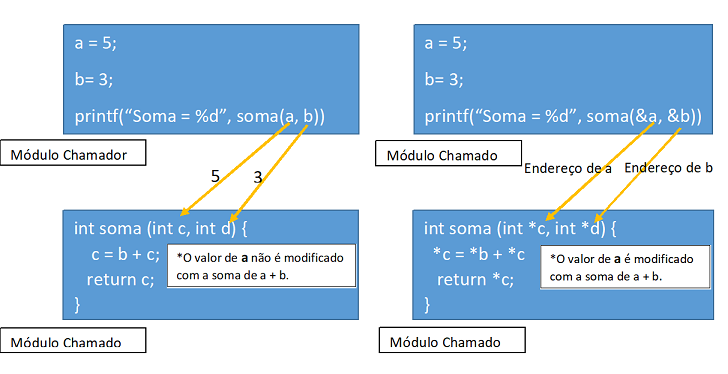 a = 5;
b= 3;
printf(“Soma = %d”, soma(a, b))
Módulo Chamador
5
3
int soma (int c, int d) {
c = b + c;
return c;
}
*O valor de a não é modificado
com a soma de a + b.
Módulo Chamado
a = 5;
b= 3;
printf(“Soma = %d”, soma(&a, &b))
Módulo Chamado
Endereço de a
Endereço de b
int soma (int *c, int *d) {
*c = *b + *c
return *c;
}
*O valor de a é modificado
com a soma de a + b.
Módulo Chamado